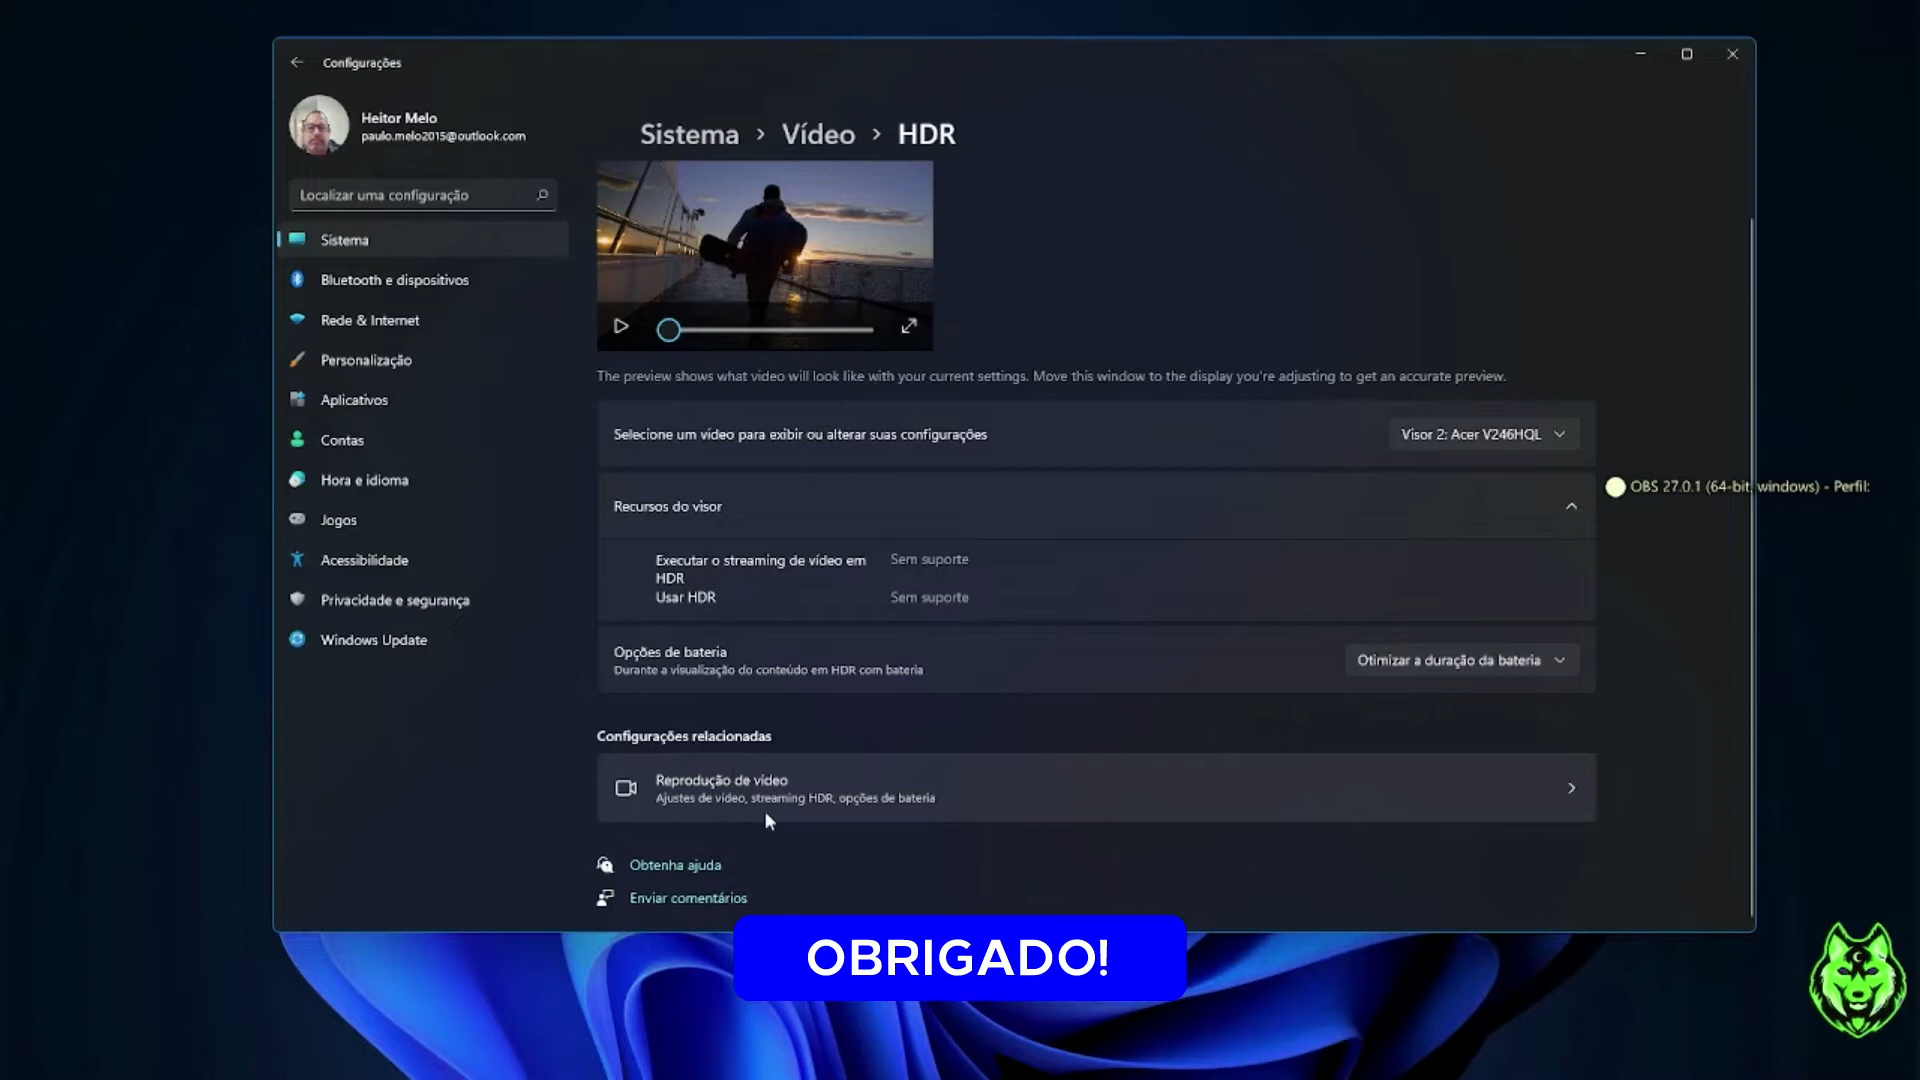 Configurações
Heitor Melo
paulo.melo2015@outlook.com
Localizar uma configuração
Sistema
Bluetooth e dispositivos
Rede & Internet
Personalização
Aplicativos
Contas
Hora e idioma
Jogos
Acessibilidade
Privacidade e segurança
Windows Update
Sistema > Vídeo > HDR
The preview shows what video will look like with your current settings. Move this window to the display you're adjusting to get an accurate preview.
Selecione um vídeo para exibir ou alterar suas configurações
Visor 2: Acer V246HQL
Recursos do visor
Executar o streaming de vídeo em
HDR
Sem suporte
Usar HDR
Sem suporte
Opções de bateria
Durante a visualização do conteúdo em HDR com bateria
Otimizar a duração da bateria
Configurações relacionadas
Reprodução de vídeo
Ajustes de vídeo, streaming HDR, opções de bateria
Obtenha ajuda
Enviar comentários
OBS 27.0.1 (64-bit, windows) - Perfil:
OBRIGADO!